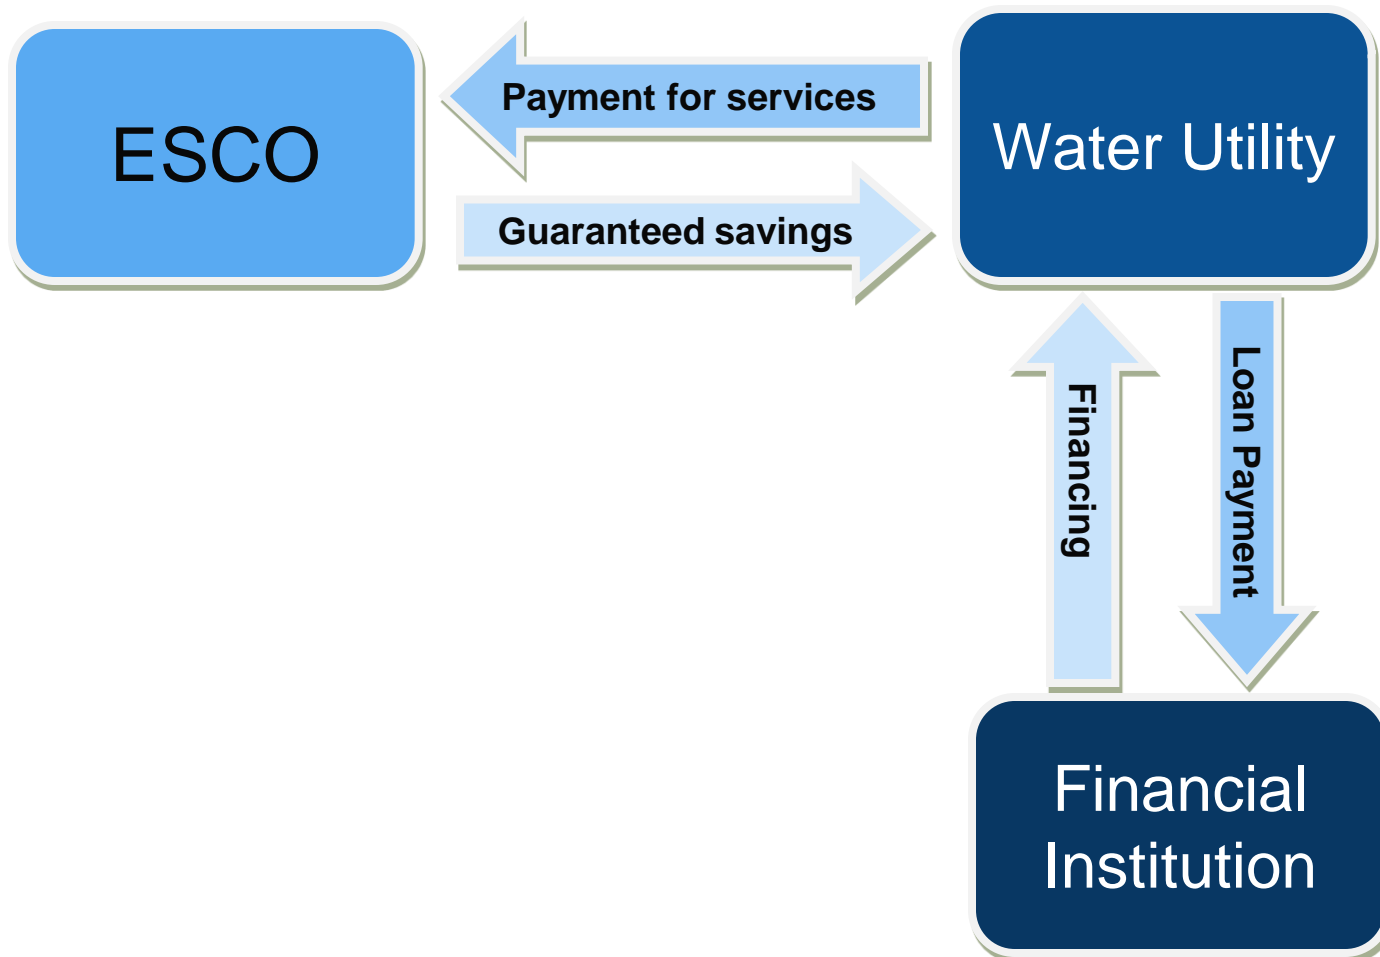 ESCO
Payment for services
Guaranteed savings
Water Utility
Financing
Loan Payment
Financial
Institution